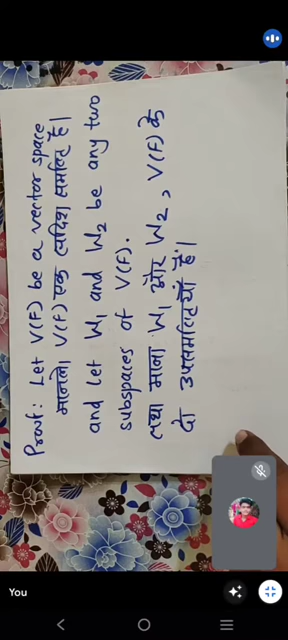 Proof: Let V(F) be a vector space
मानलो V(F) एक सदिश समष्टि है।
and let W₁ and W₂ be any two
subspaces of V(F).
तथा माना W₁ और W₂, V(F) के
दो उपसमष्टियाँ हैं।
You